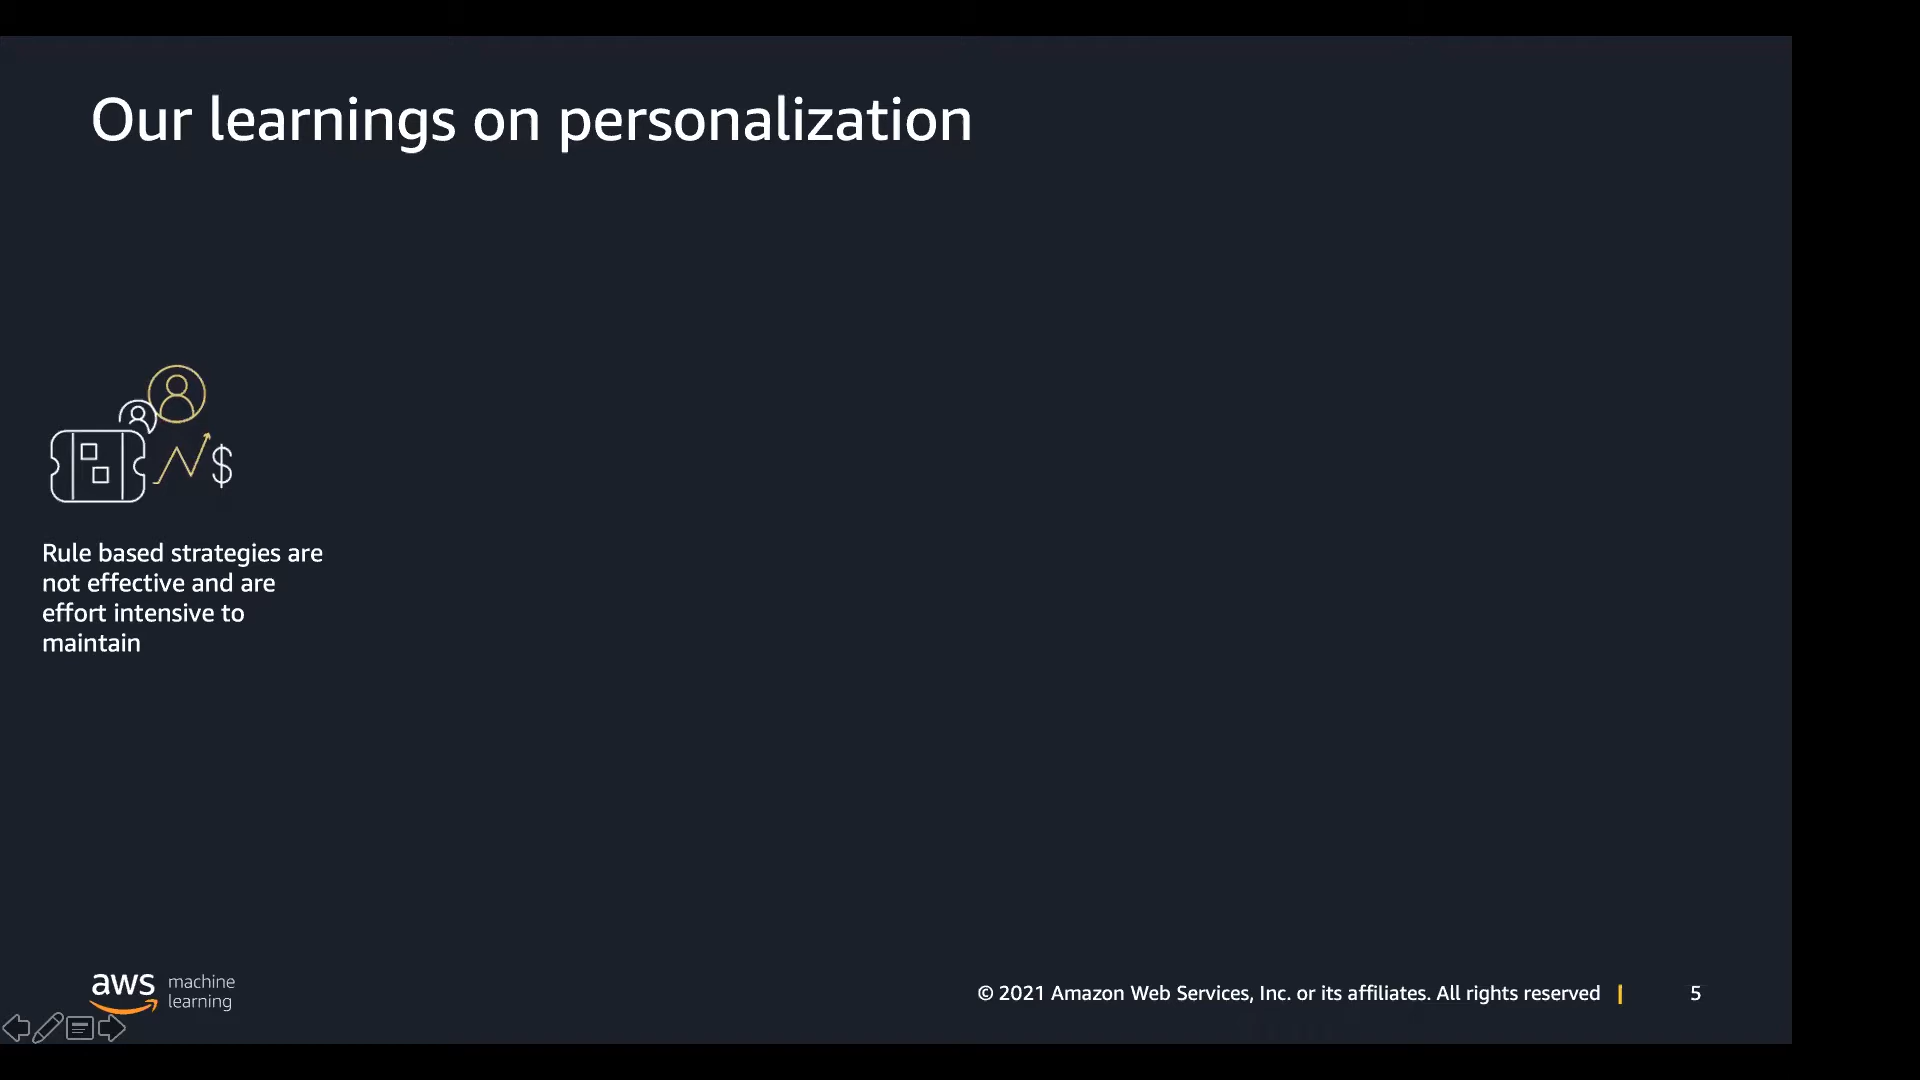 Our learnings on personalization
$
Rule based strategies are
not effective and are
effort intensive to
maintain
aws machine
learning
© 2021 Amazon Web Services, Inc. or its affiliates. All rights reserved | 5